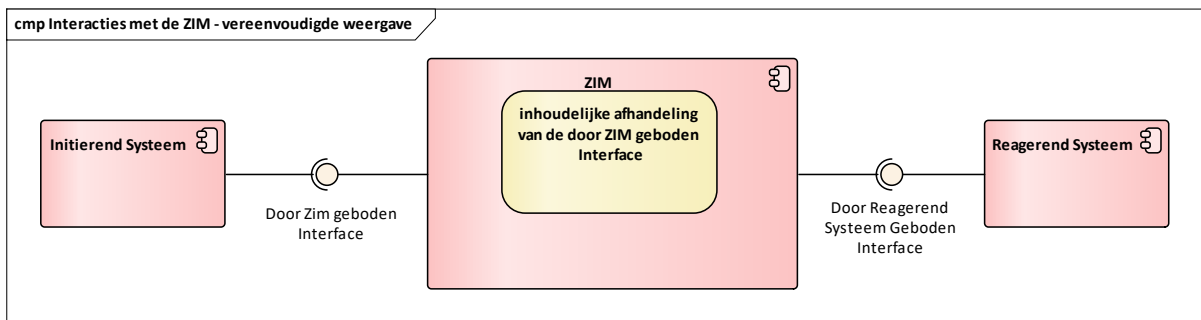 cmp Interacties met de ZIM - vereenvoudigde weergave
Initierend Systeem
Door Zim geboden
Interface
ZIM
inhoudelijke afhandeling
van de door ZIM geboden
Interface
Door Reagerend
Systeem Geboden
Interface
Reagerend Systeem